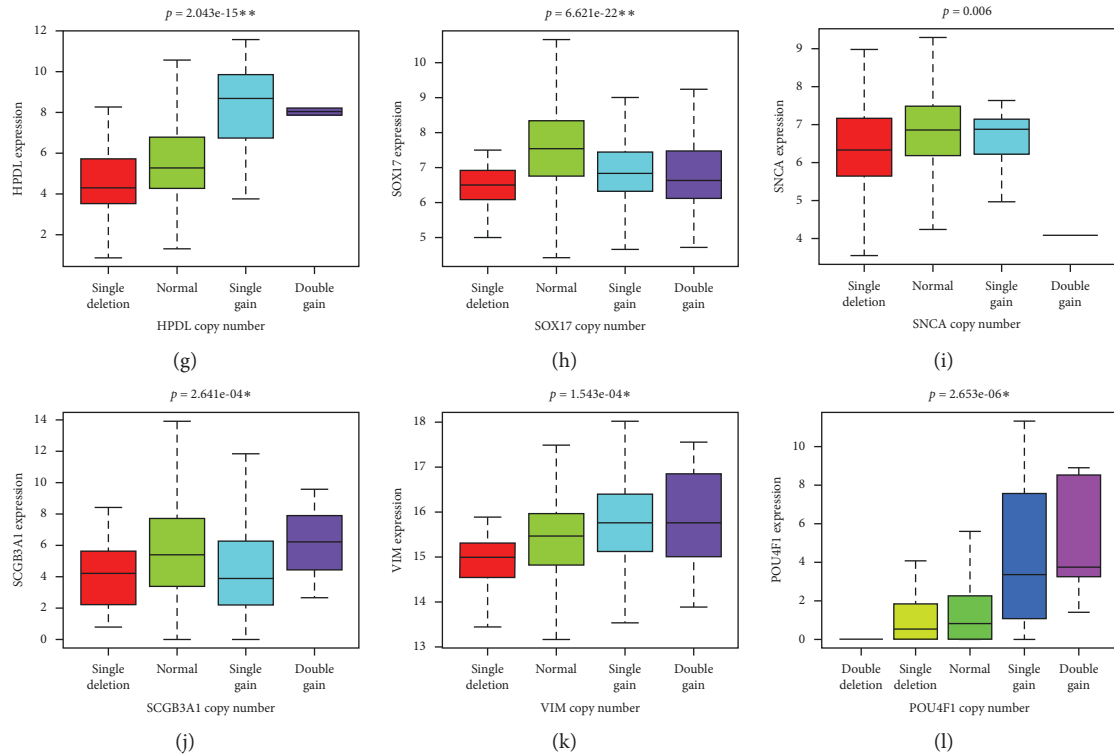 p = 2.043e-15**
HPDL expression
12
10
8
6
4
2
Single deletion
Normal
Single gain
Double gain
HPDL copy number
(g)
p = 6.621e-22**
SOX17 expression
10
9
8
7
6
5
Single deletion
Normal
Single gain
Double gain
SOX17 copy number
(h)
p = 0.006
SNCA expression
9
8
7
6
5
4
Single deletion
Normal
Single gain
Double gain
SNCA copy number
(i)
p = 2.641e-04*
SCGB3A1 expression
14
12
10
8
6
4
2
0
Single deletion
Normal
Single gain
Double gain
SCGB3A1 copy number
(j)
p = 1.543e-04*
VIM expression
18
17
16
15
14
13
Single deletion
Normal
Single gain
Double gain
VIM copy number
(k)
p = 2.653e-06*
POU4F1 expression
10
8
6
4
2
0
Double deletion
Single deletion
Normal
Single gain
Double gain
POU4F1 copy number
(l)